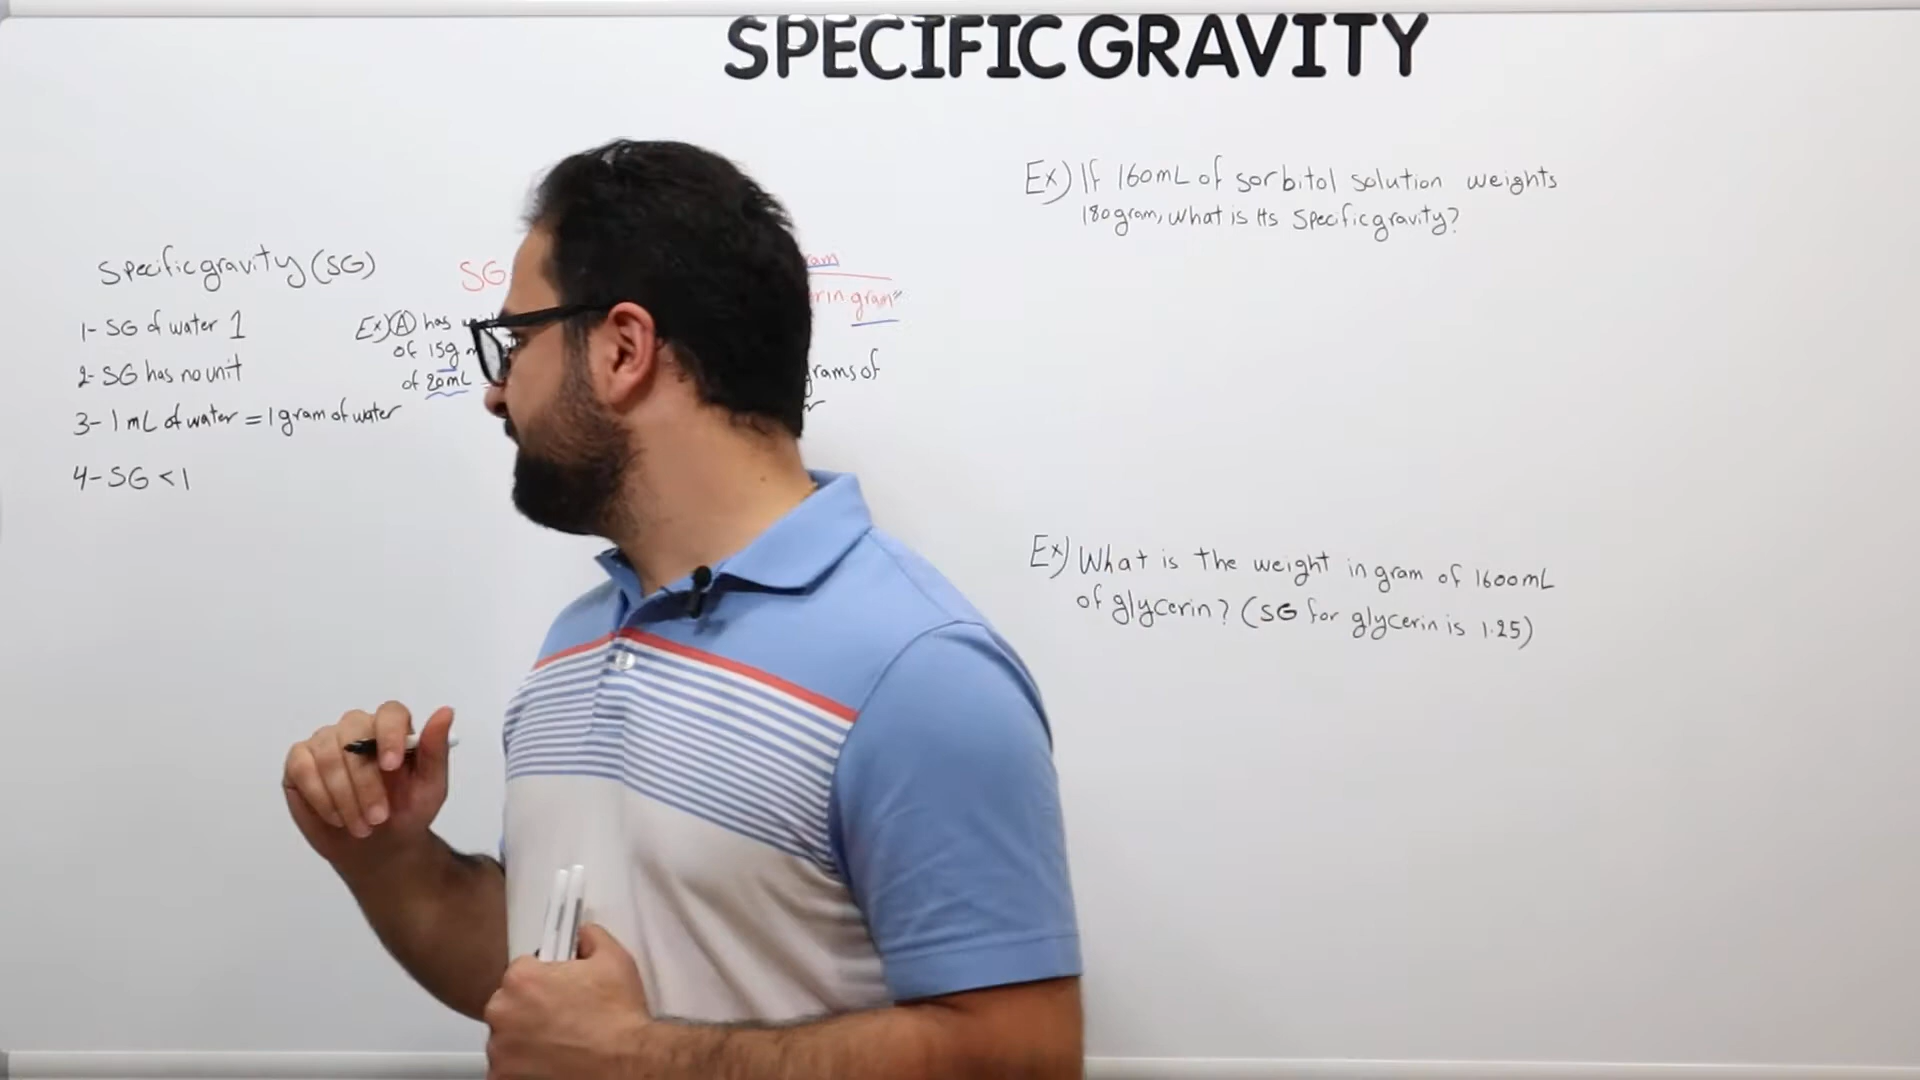 SPECIFIC GRAVITY
Specific gravity (SG)
1- SG of water 1
2- SG has no unit
3- 1 mL of water = 1 gram of water
4- SG < 1
SG
gram"
Ex) A has
of 15g
of 20mL
grams of
Ex) If 160mL of sorbitol solution weights
180gram, what is its specific gravity?
Ex) What is the weight in gram of 1600mL
of glycerin? (SG for glycerin is 1.25)